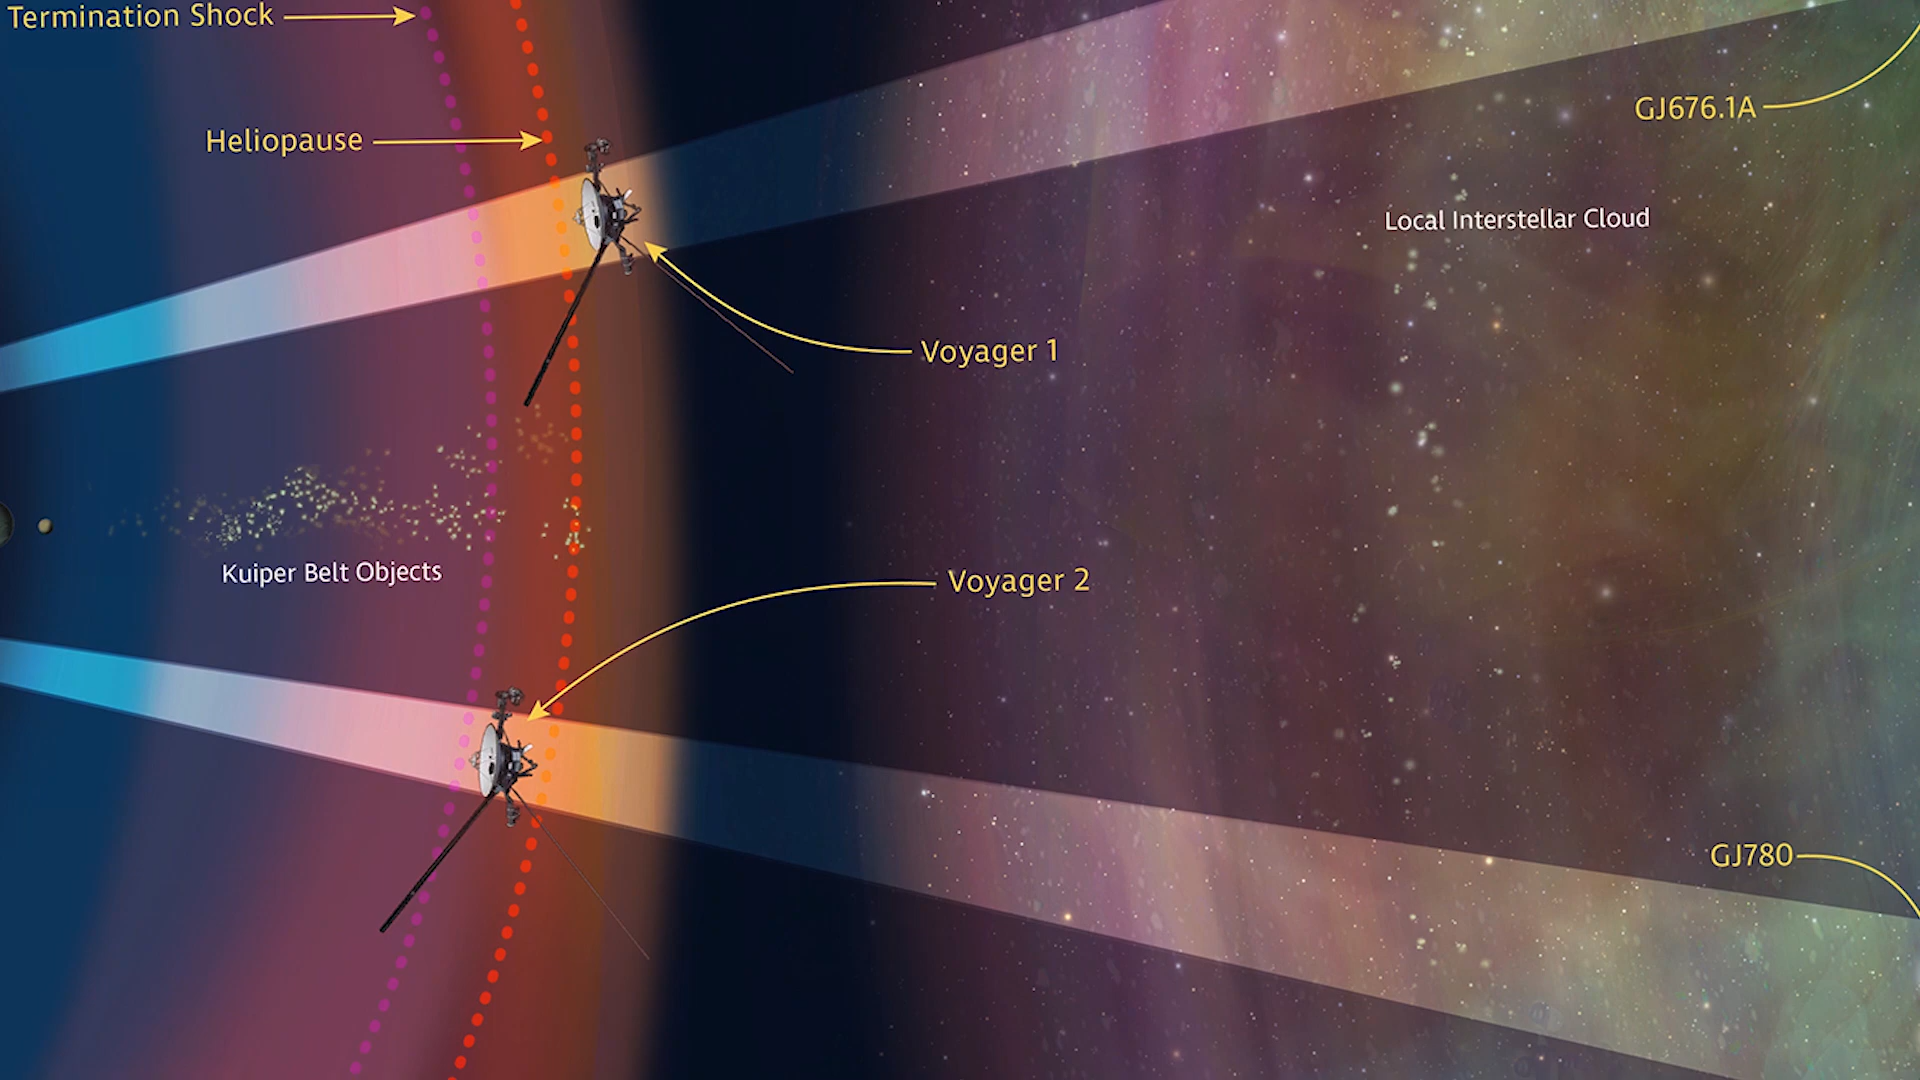 Termination Shock
GJ676.1A
Heliopause
Local Interstellar Cloud
Voyager 1
Kuiper Belt Objects
Voyager 2
GJ780